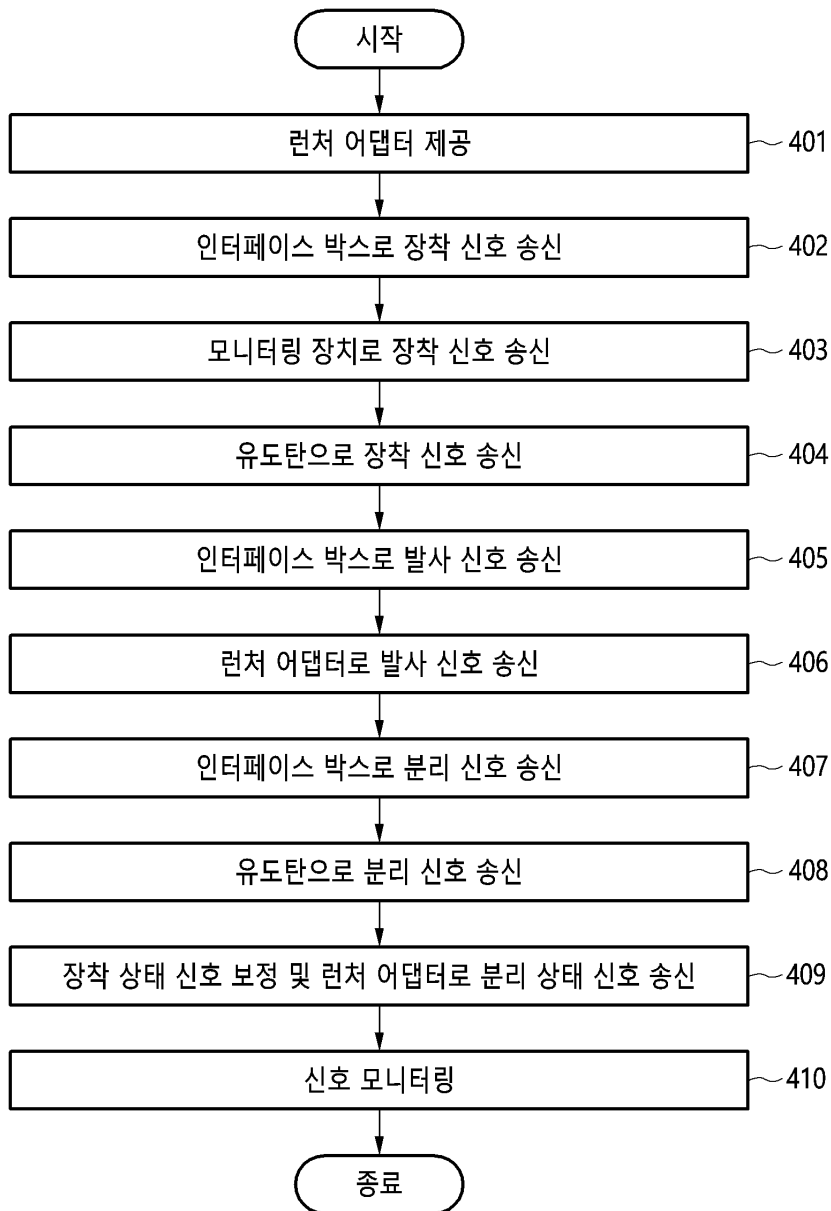 시작
런처 어댑터 제공
401
인터페이스 박스로 장착 신호 송신
402
모니터링 장치로 장착 신호 송신
403
유도탄으로 장착 신호 송신
404
인터페이스 박스로 발사 신호 송신
405
런처 어댑터로 발사 신호 송신
406
인터페이스 박스로 분리 신호 송신
407
유도탄으로 분리 신호 송신
408
장착 상태 신호 보정 및 런처 어댑터로 분리 상태 신호 송신
409
신호 모니터링
410
종료